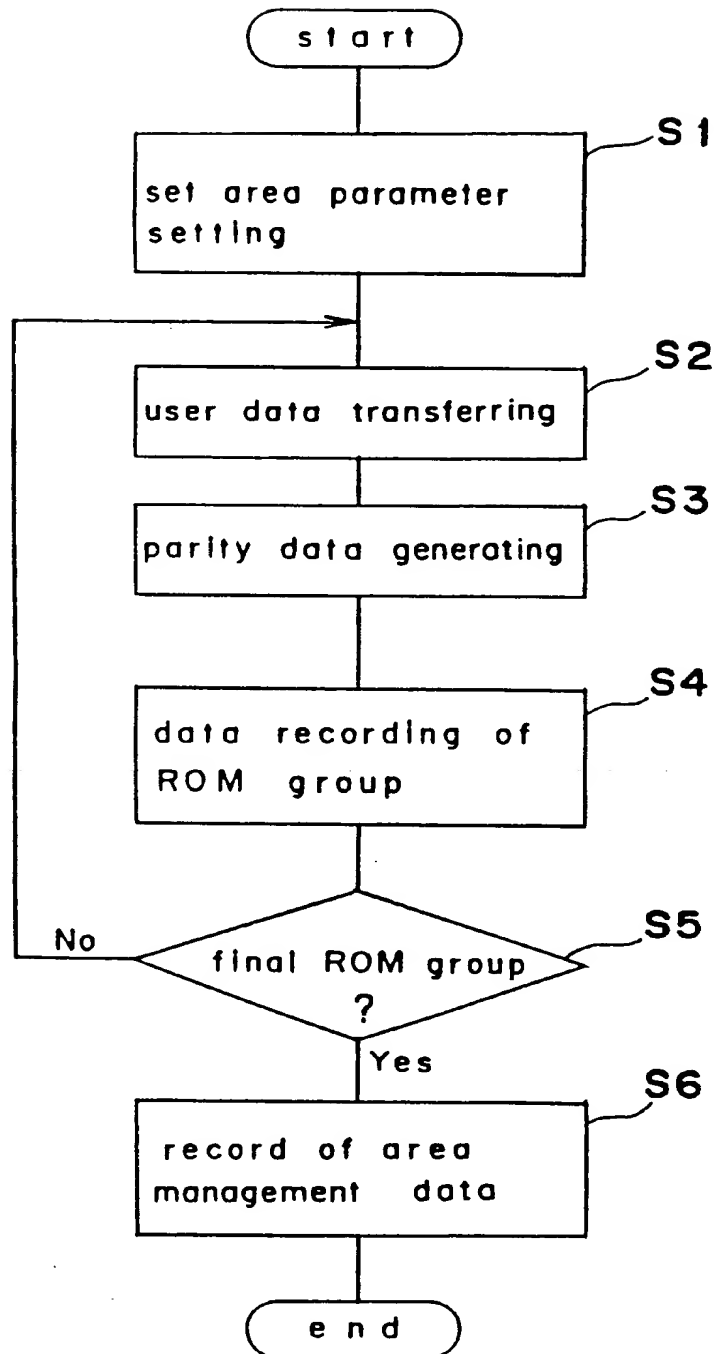 start
S1
set area parameter
setting
S2
user data transferring
S3
parity data generating
S4
data recording of
ROM group
S5
No
final ROM group
?
Yes
S6
record of area
management data
end